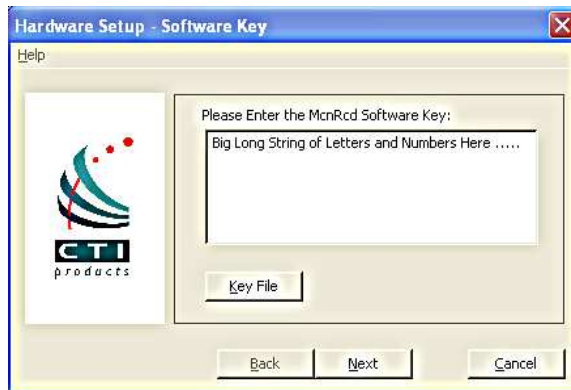 Hardware Setup - Software Key
Help
Please Enter the McnRcd Software Key:
Big Long String of Letters and Numbers Here .....
CTI
products
Key File
Back
Next
Cancel